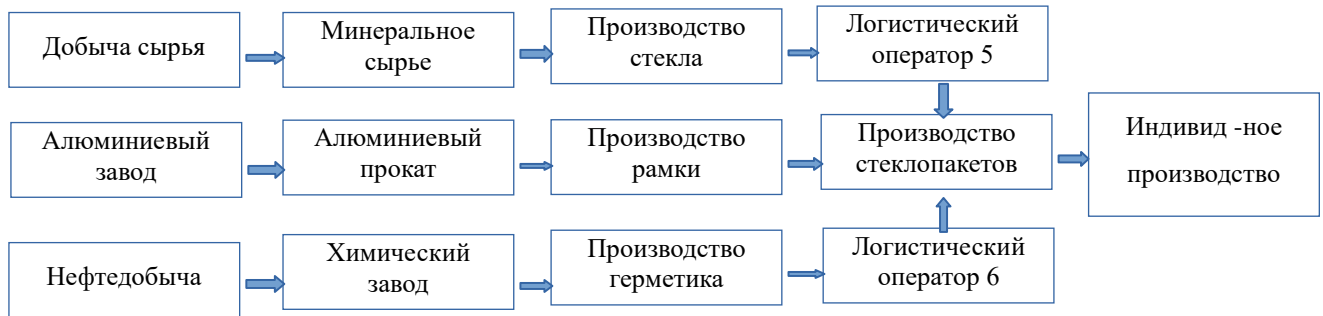 Добыча сырья
Минеральное
сырье
Производство
стекла
Логистический
оператор 5
Алюминиевый
завод
Алюминиевый
прокат
Производство
рамки
Производство
стеклопакетов
Индивид -ное
производство
Нефтедобыча
Химический
завод
Производство
герметика
Логистический
оператор 6